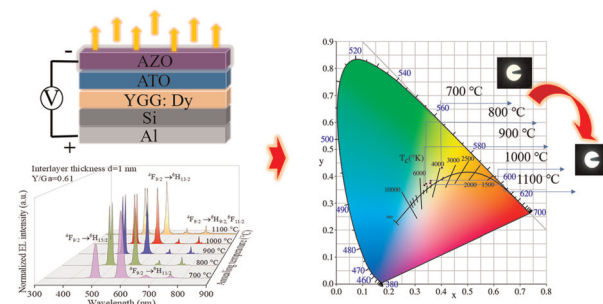 -
AZO
ATO
V
YGG: Dy
Si
+
Al
Interlayer thickness d=1 nm
Y/Ga=0.61
⁴F₉/₂→⁶H₁₃/₂
⁴F₉/₂→⁶H₉/₂, ⁶F₁₁/₂
⁴F₉/₂→⁶H₁₅/₂
⁴F₉/₂→⁶H₁₁/₂
1100 °C
1000 °C
900 °C
800 °C
700 °C
Normalized EL intensity (a.u.)
300 400 500 600 700 800 900
Wavelength (nm)
0.9
0.8
0.7
0.6
0.5
0.4
0.3
0.2
0.1
0.0
y
520
540
560
580
600
620
700
510
500
490
480
470
460
380
700 °C
800 °C
900 °C
1000 °C
1100 °C
T_C(°K)
10000
6000
4000
3000
2500
2000
1500
∞
0.0 0.1 0.2 0.3 0.4 0.5 0.6 0.7 0.8
x